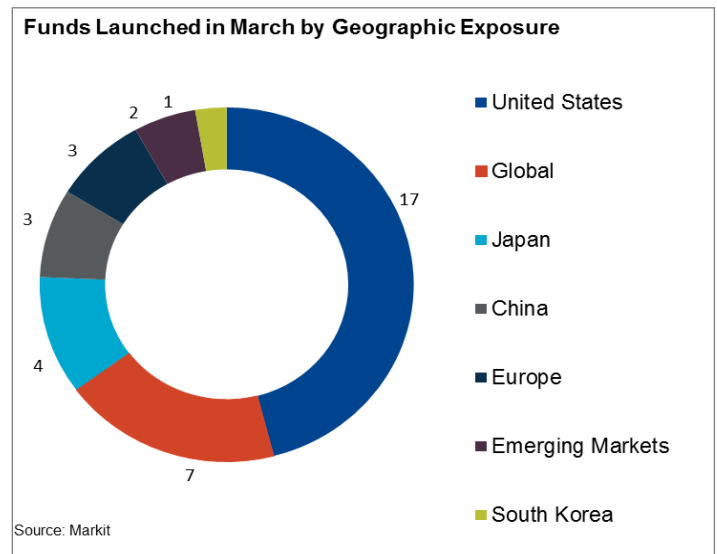 Funds Launched in March by Geographic Exposure
17
7
4
3
3
2
1
United States
Global
Japan
China
Europe
Emerging Markets
South Korea
Source: Markit